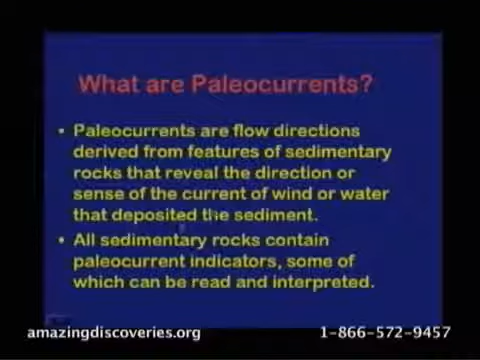 What are Paleocurrents?
• Paleocurrents are flow directions
derived from features of sedimentary
rocks that reveal the direction or
sense of the current of wind or water
that deposited the sediment.
• All sedimentary rocks contain
paleocurrent indicators, some of
which can be read and interpreted.
amazingdiscoveries.org
1-866-572-9457